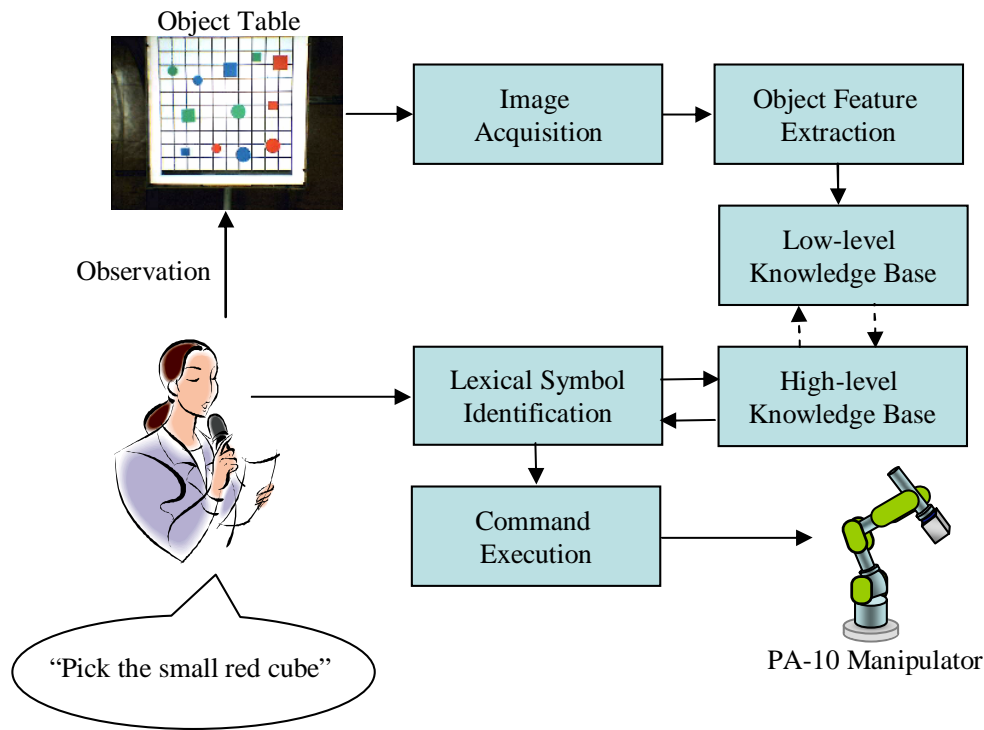 Object Table
Image
Acquisition
Object Feature
Extraction
Low-level
Knowledge Base
Observation
Lexical Symbol
Identification
High-level
Knowledge Base
Command
Execution
“Pick the small red cube”
PA-10 Manipulator